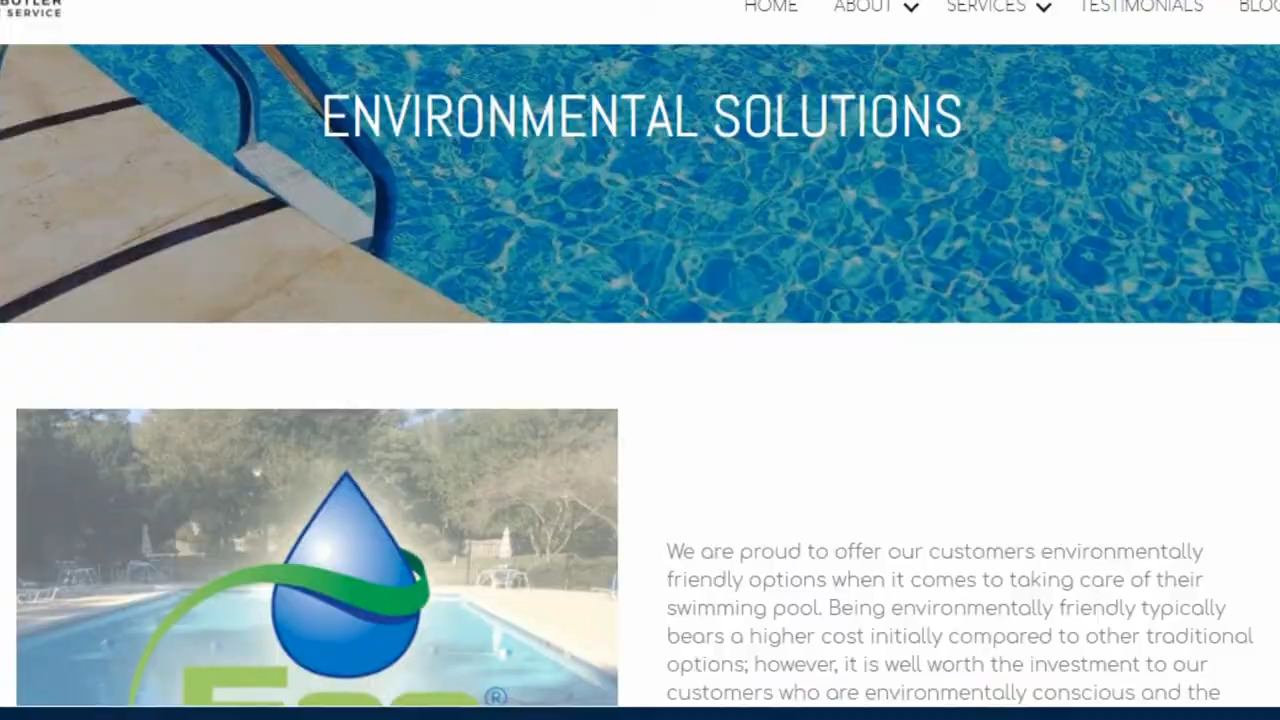 BUTLER
SERVICE
HOME ABOUT SERVICES TESTIMONIALS
ENVIRONMENTAL SOLUTIONS
Eco®
We are proud to offer our customers environmentally
friendly options when it comes to taking care of their
swimming pool. Being environmentally friendly typically
bears a higher cost initially compared to other traditional
options; however, it is well worth the investment to our
customers who are environmentally conscious and the